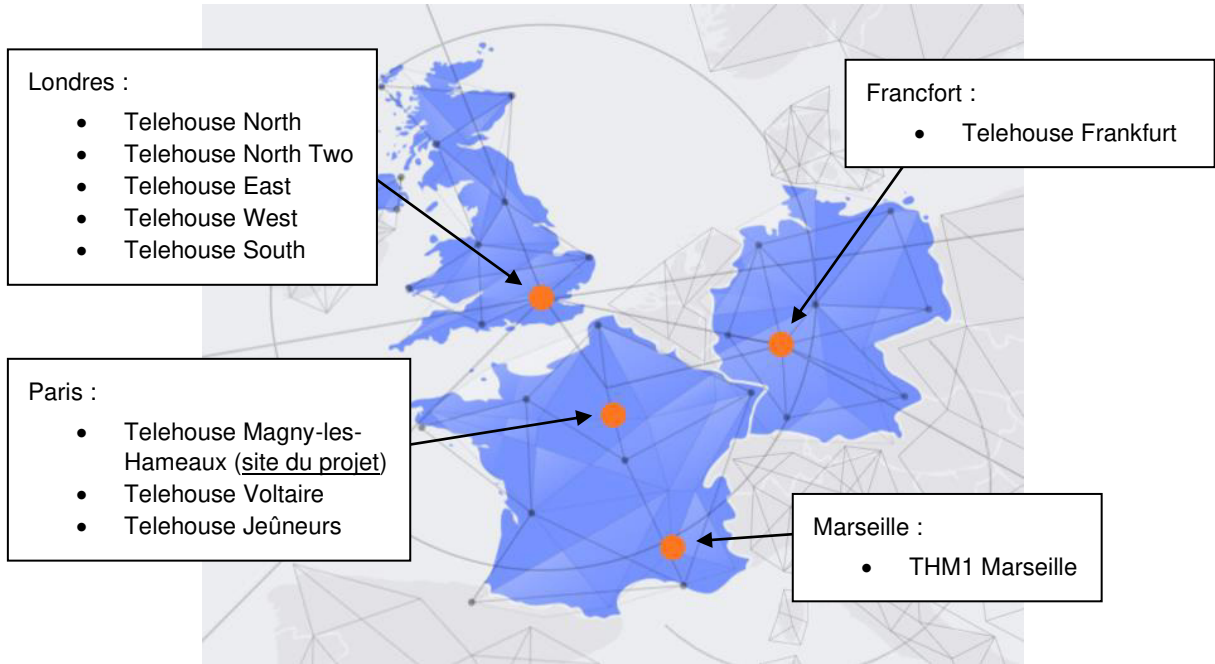 Londres :
• Telehouse North
• Telehouse North Two
• Telehouse East
• Telehouse West
• Telehouse South
Francfort :
• Telehouse Frankfurt
Paris :
• Telehouse Magny-les-
Hameaux (site du projet)
• Telehouse Voltaire
• Telehouse Jeûneurs
Marseille :
• THM1 Marseille